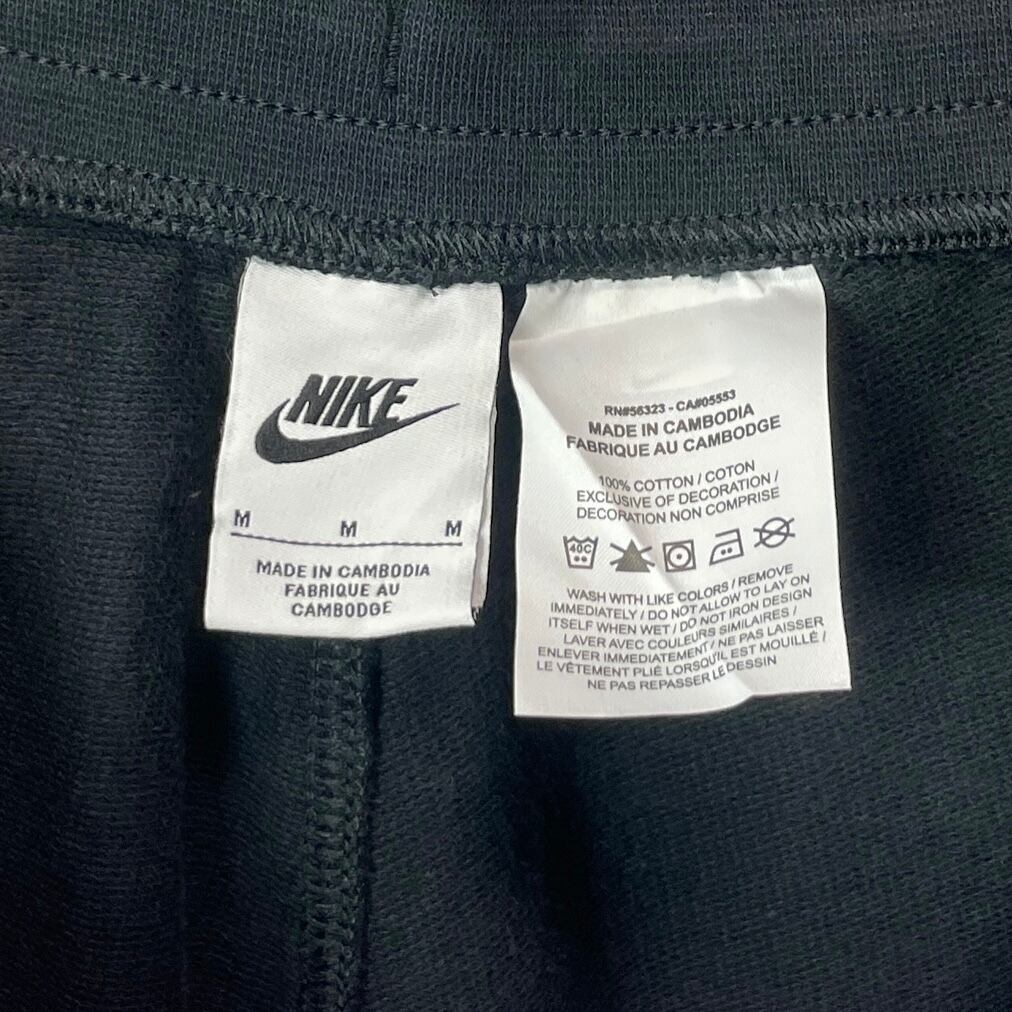 NIKE
M M M
MADE IN CAMBODIA
FABRIQUE AU
CAMBODGE
RN#56323 - CA#05553
MADE IN CAMBODIA
FABRIQUE AU CAMBODGE
100% COTTON / COTON
EXCLUSIVE OF DECORATION /
DECORATION NON COMPRISE
40C
WASH WITH LIKE COLORS / REMOVE
IMMEDIATELY / DO NOT ALLOW TO LAY ON
ITSELF WHEN WET / DO NOT IRON DESIGN
LAVER AVEC COULEURS SIMILAIRES /
ENLEVER IMMEDIATEMENT / NE PAS LAISSER
LE VÊTEMENT PLIÉ LORSQU'IL EST MOUILLÉ /
NE PAS REPASSER LE DESSIN